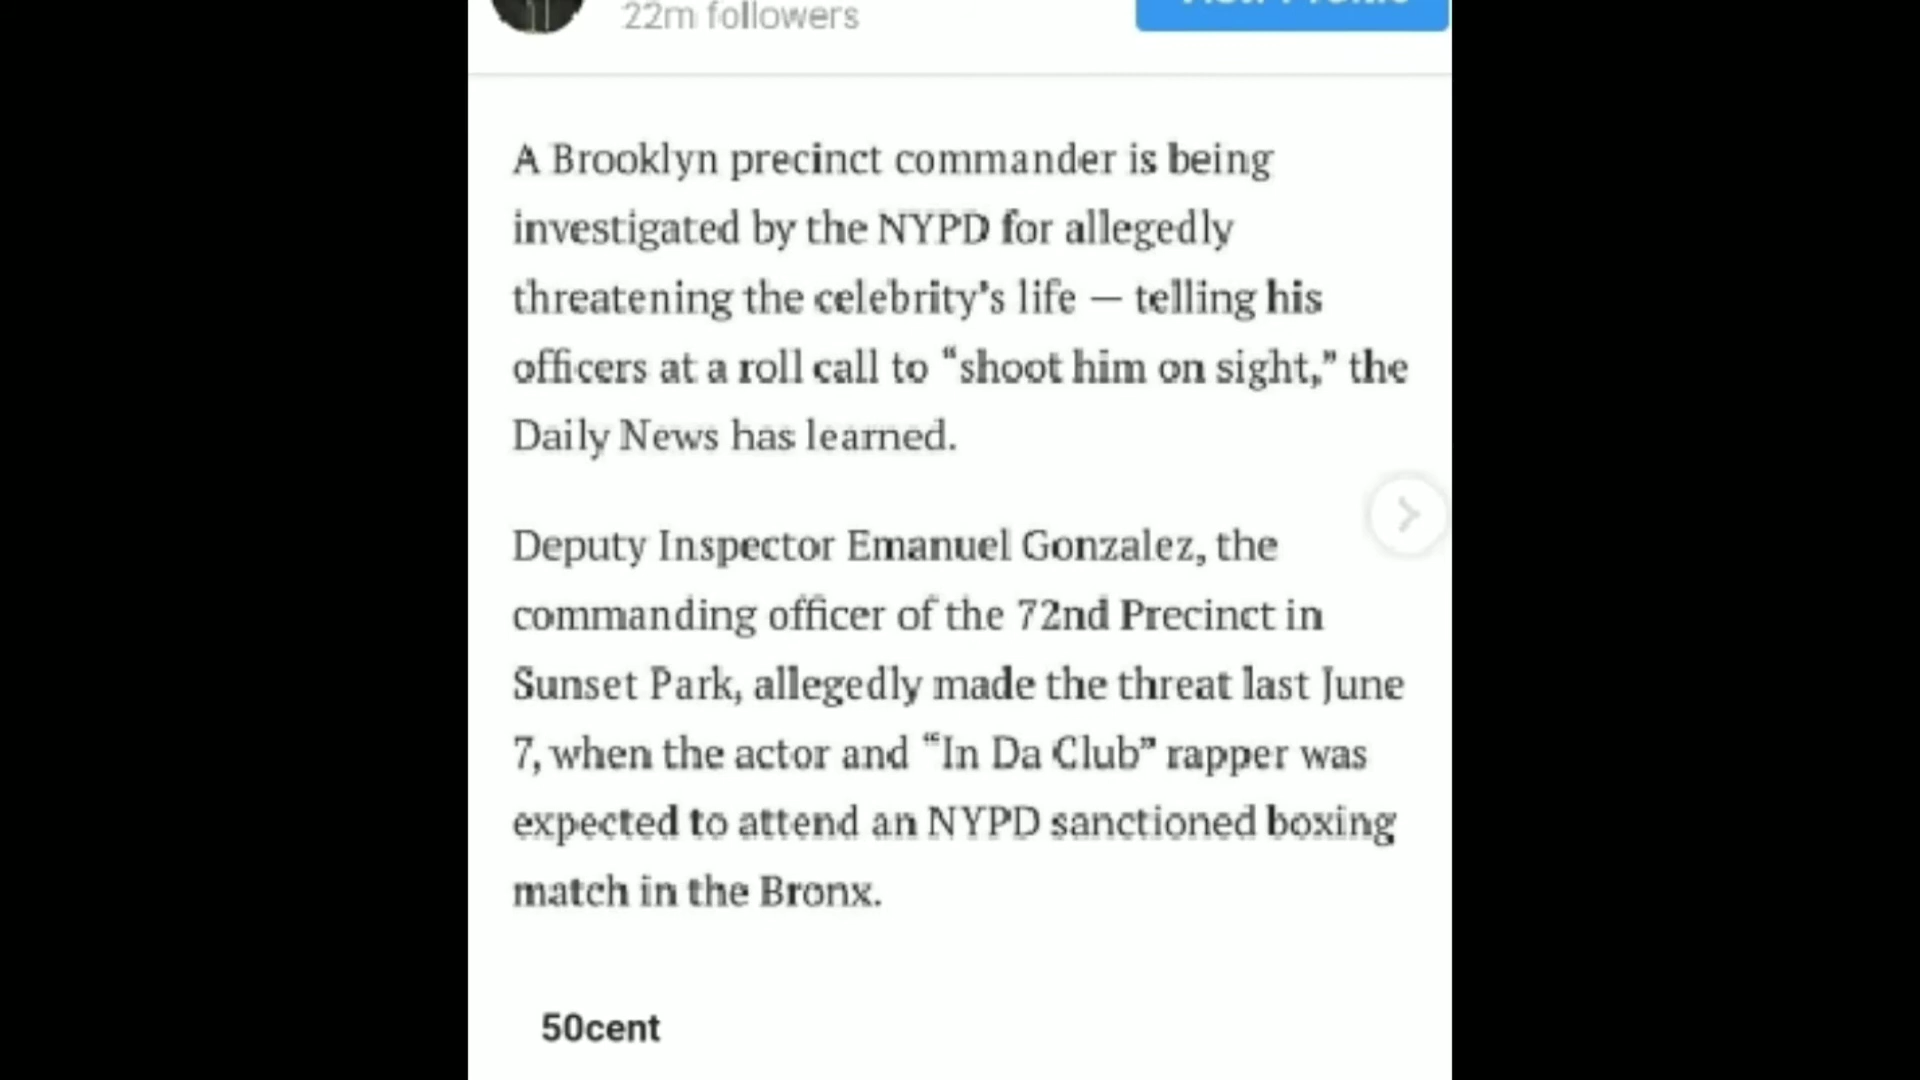 22m followers
A Brooklyn precinct commander is being
investigated by the NYPD for allegedly
threatening the celebrity's life — telling his
officers at a roll call to “shoot him on sight,” the
Daily News has learned.
Deputy Inspector Emanuel Gonzalez, the
commanding officer of the 72nd Precinct in
Sunset Park, allegedly made the threat last June
7, when the actor and “In Da Club” rapper was
expected to attend an NYPD sanctioned boxing
match in the Bronx.
50cent